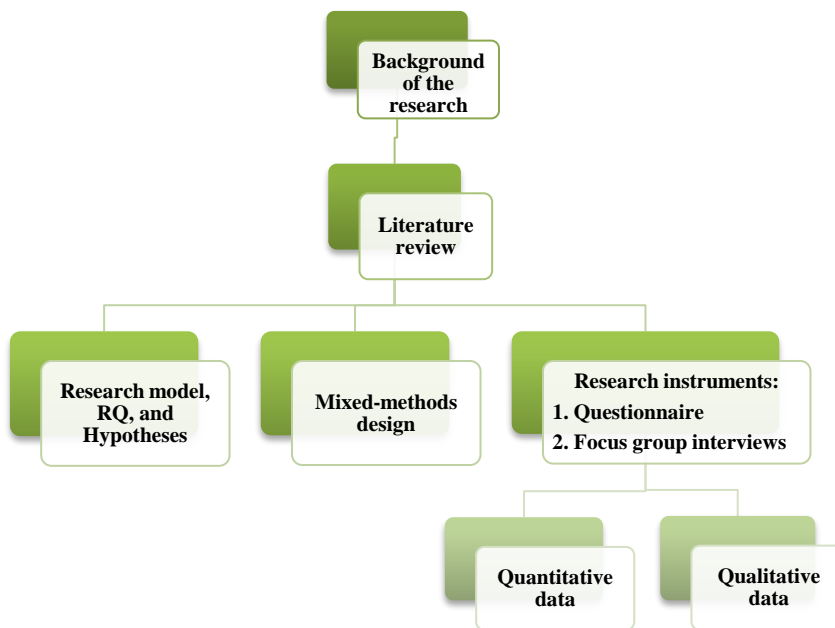 Background
of the
research
Literature
review
Research model,
RQ, and
Hypotheses
Mixed-methods
design
Research instruments:
1. Questionnaire
2. Focus group interviews
Quantitative
data
Qualitative
data